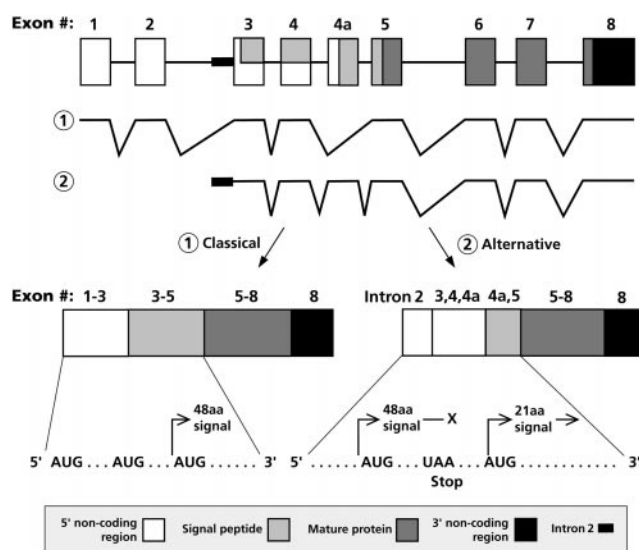 Exon #: 1 2 3 4 4a 5 6 7 8
①
②
① Classical ② Alternative
Exon #: 1-3 3-5 5-8 8 Intron 2 3,4,4a 4a,5 5-8 8
48aa signal 48aa signal X 21aa signal
5' AUG . . . AUG . . . AUG . . . . . . 3' 5' . . . . . . AUG . . . UAA . . . AUG . . . . . . . . . . . . 3'
Stop
5' non-coding region Signal peptide Mature protein 3' non-coding region Intron 2